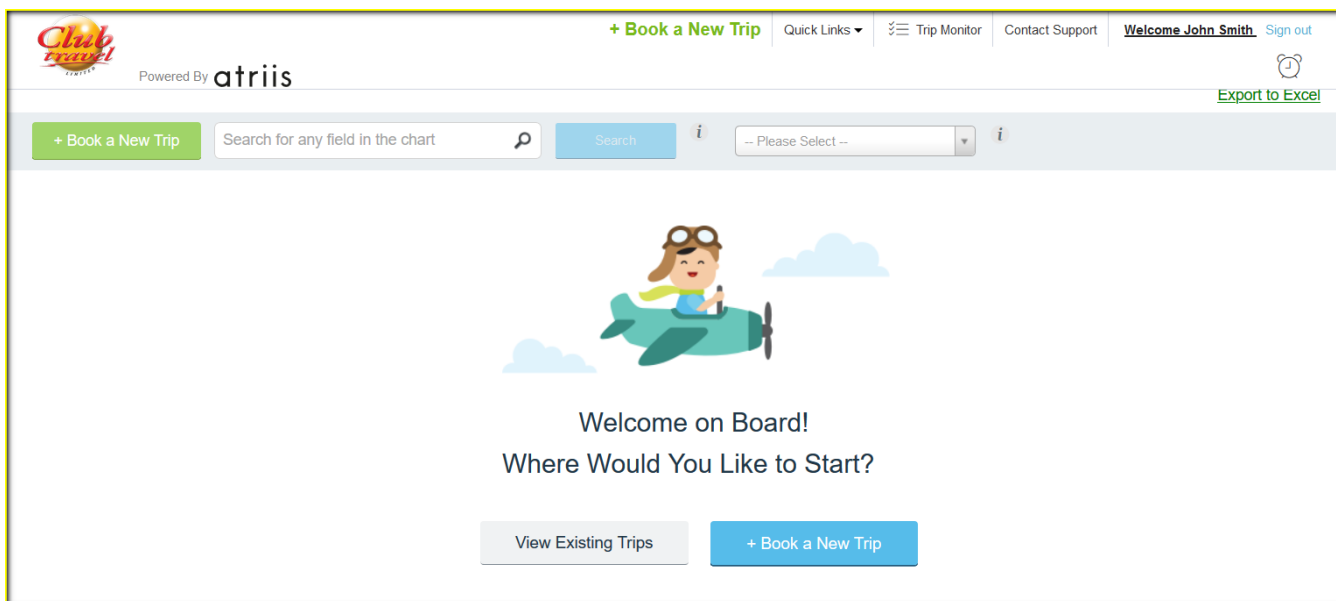 Club
travel
LIMITED
Powered By atriis
+ Book a New Trip Quick Links Trip Monitor Contact Support Welcome John Smith Sign out
Export to Excel
+ Book a New Trip Search for any field in the chart Search i -- Please Select -- i
Welcome on Board!
Where Would You Like to Start?
View Existing Trips + Book a New Trip